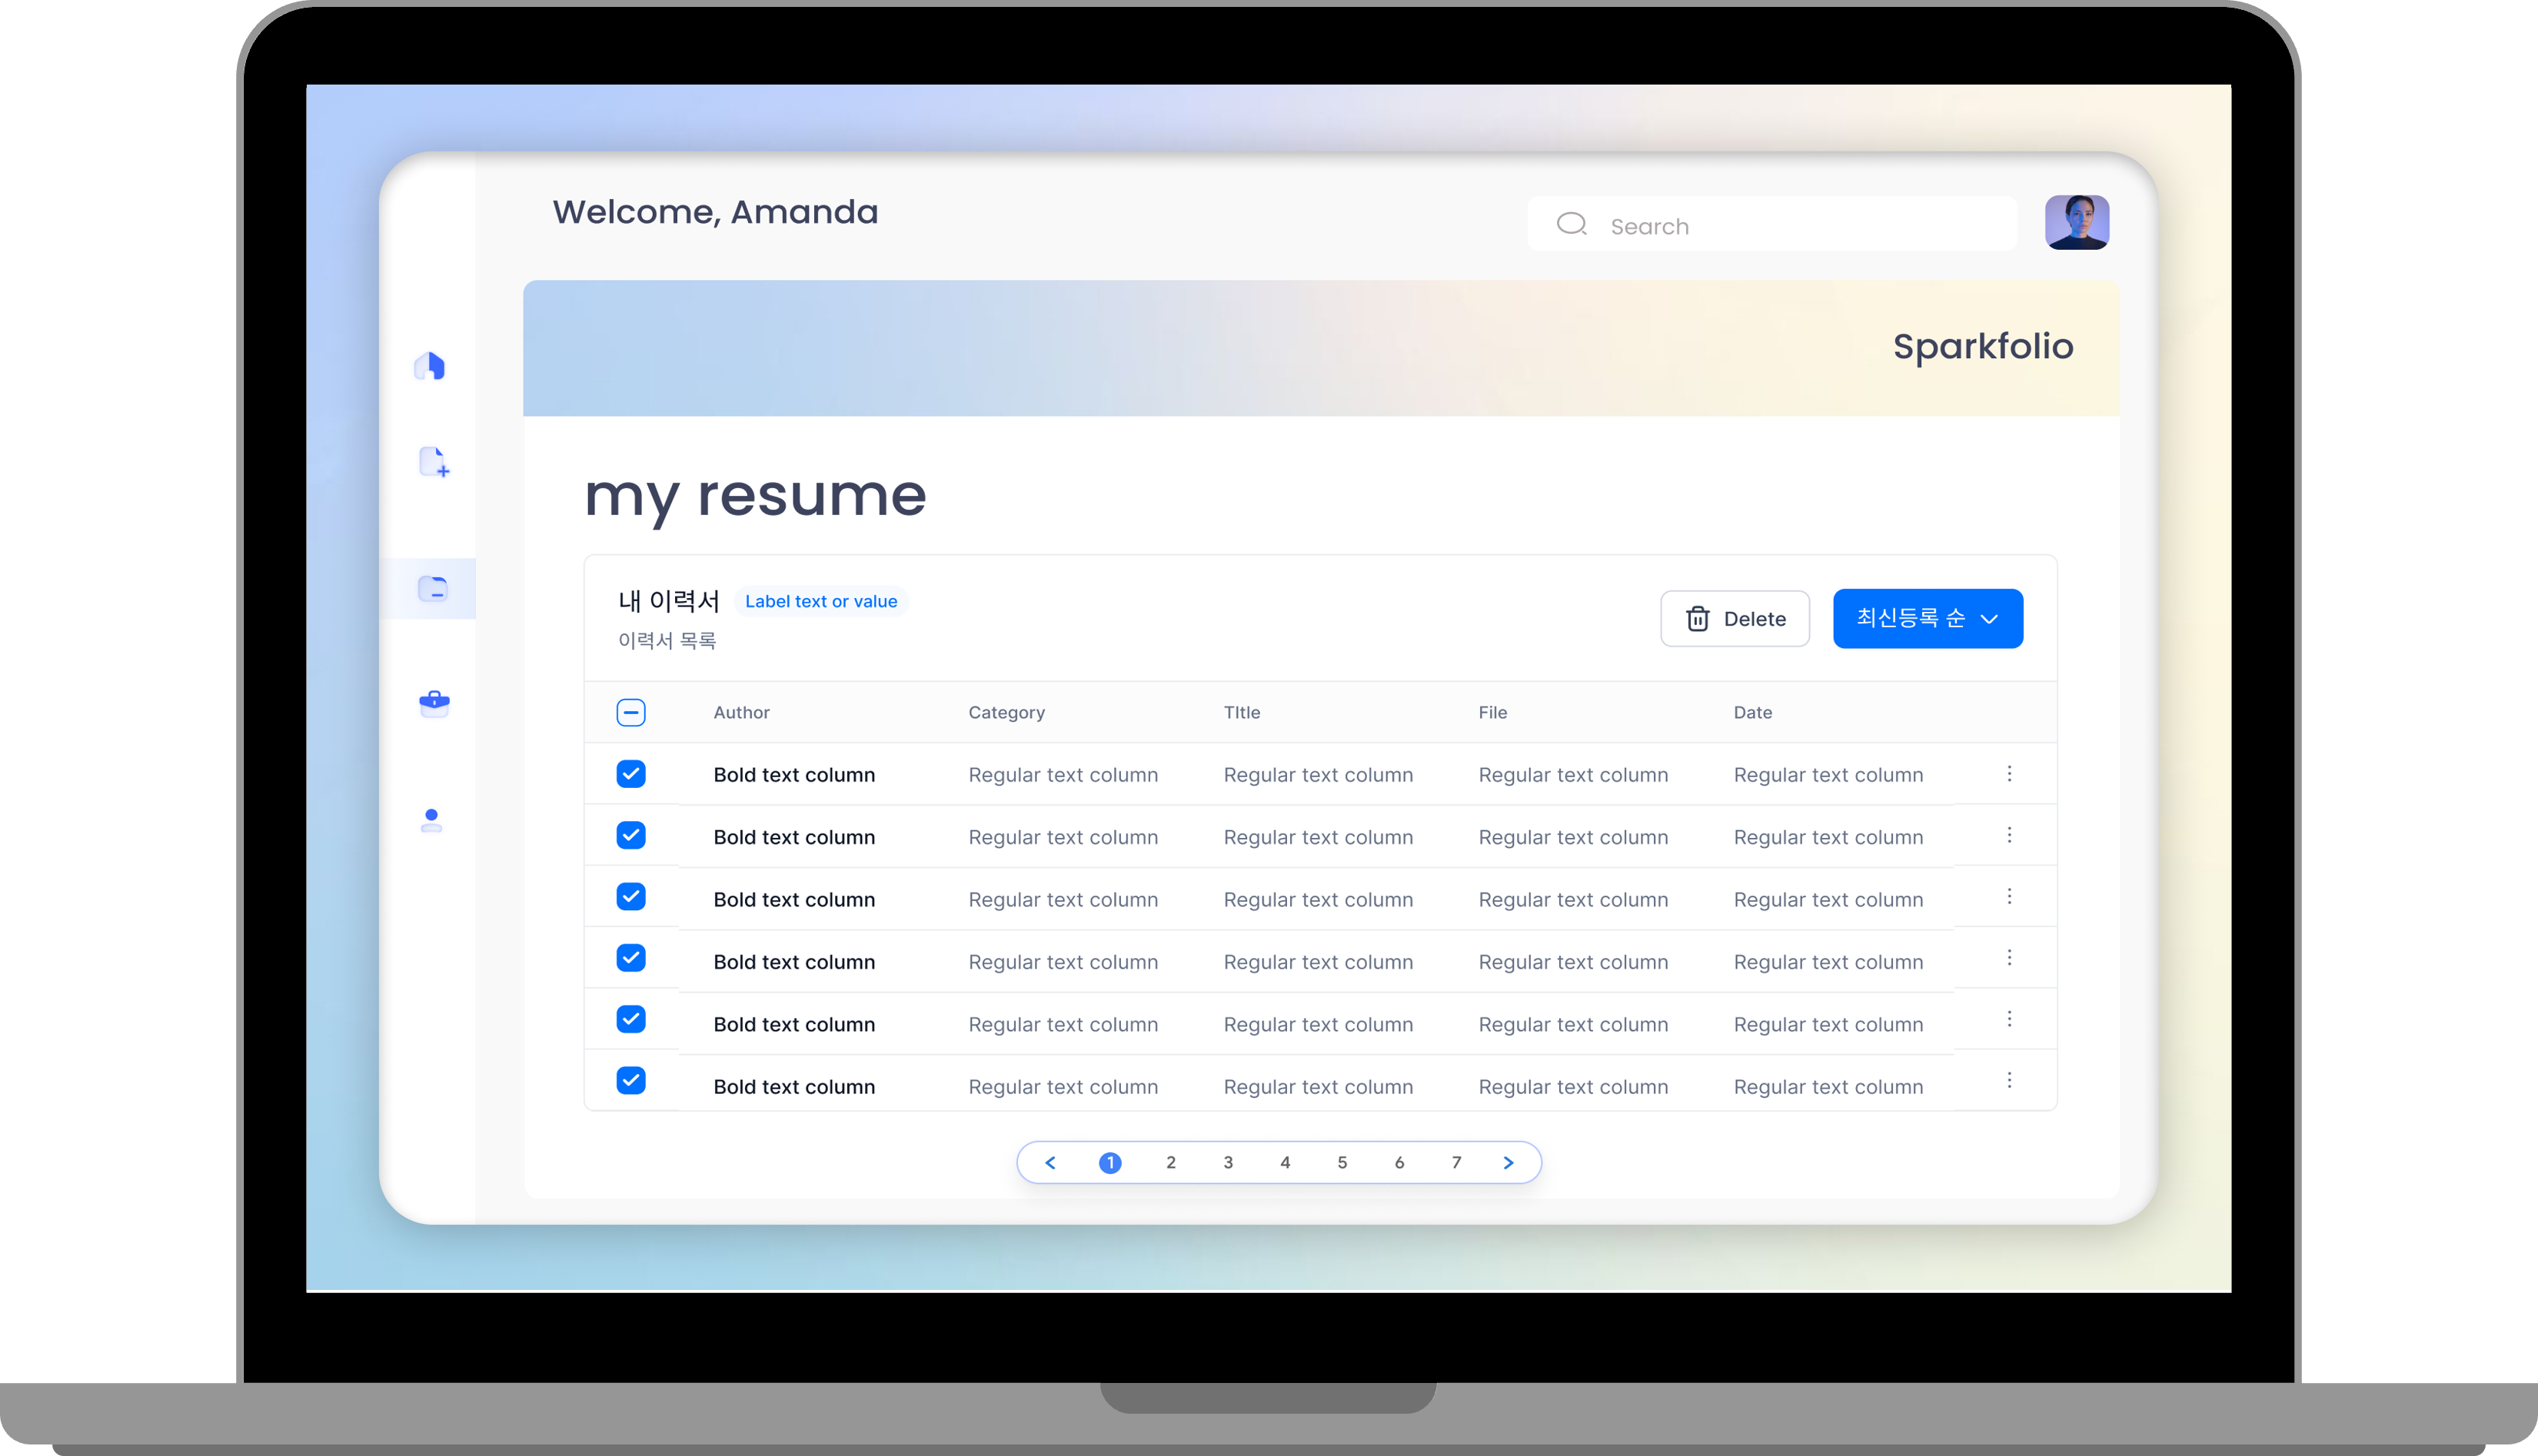 Welcome, Amanda
Search
Sparkfolio
my resume
내 이력서 Label text or value
이력서 목록
Delete 최신등록 순
Author Category TItle File Date
Bold text column Regular text column Regular text column Regular text column Regular text column
Bold text column Regular text column Regular text column Regular text column Regular text column
Bold text column Regular text column Regular text column Regular text column Regular text column
Bold text column Regular text column Regular text column Regular text column Regular text column
Bold text column Regular text column Regular text column Regular text column Regular text column
Bold text column Regular text column Regular text column Regular text column Regular text column
1 2 3 4 5 6 7